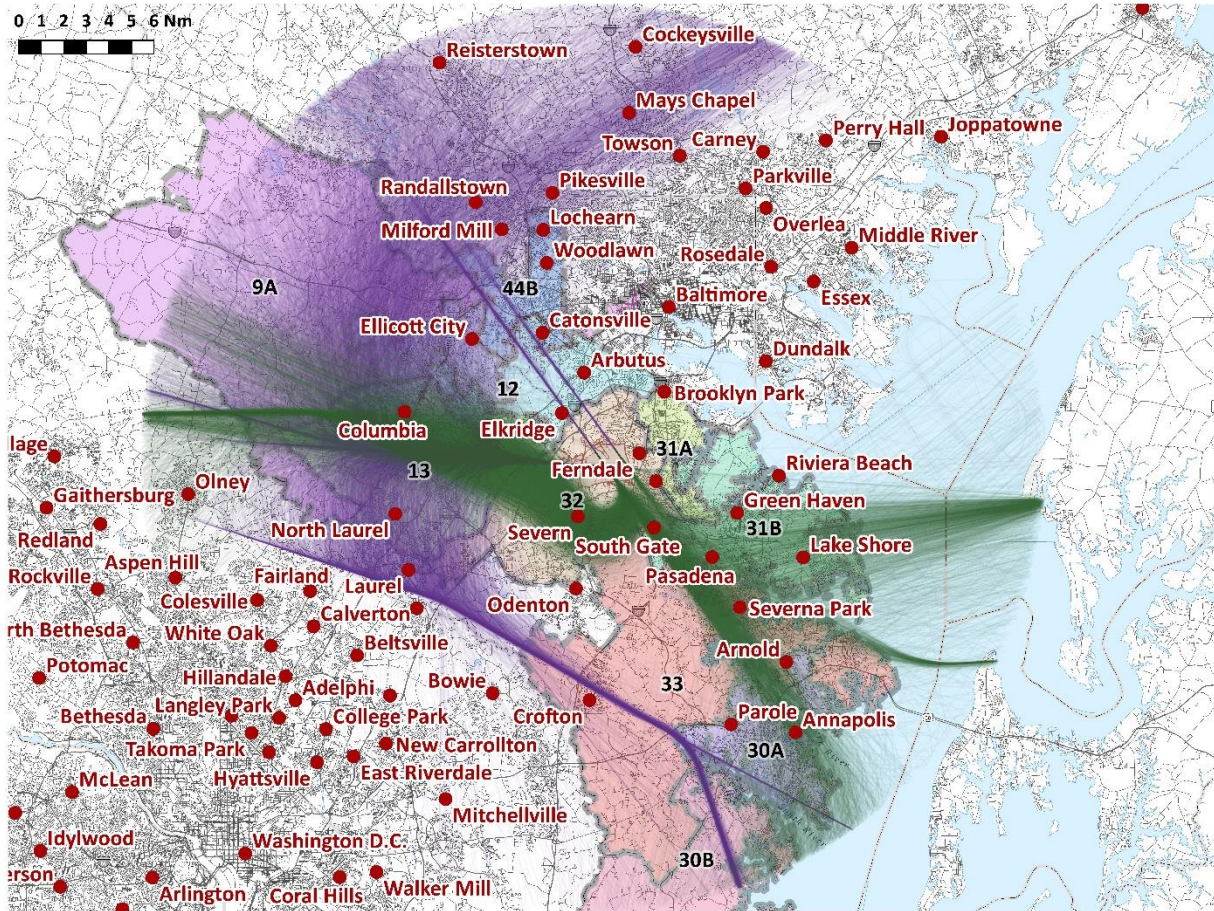 0 1 2 3 4 5 6 Nm
Cockeysville
Reisterstown
Mays Chapel
Perry Hall
Joppatowne
Towson
Carney
Parkville
Randallstown
Pikesville
Overlea
Milford Mill
Lochearn
Middle River
Woodlawn
Rosedale
9A
44B
Essex
Baltimore
Ellicott City
Catonsville
Arbutus
Dundalk
12
Brooklyn Park
Columbia
Elkridge
31A
lage
13
Ferndale
Riviera Beach
Gaithersburg
Olney
32
Green Haven
North Laurel
Severn
31B
Redland
South Gate
Lake Shore
Aspen Hill
Pasadena
Rockville
Fairland
Laurel
Odenton
Colesville
Calverton
Severna Park
rth Bethesda
White Oak
Beltsville
Arnold
Potomac
Hillandale
Bowie
33
Adelphi
Langley Park
Crofton
Bethesda
College Park
Parole
Annapolis
Takoma Park
New Carrollton
30A
Hyattsville
East Riverdale
McLean
Mitchellville
Idylwood
Washington D.C.
30B
erson
Arlington
Coral Hills
Walker Mill